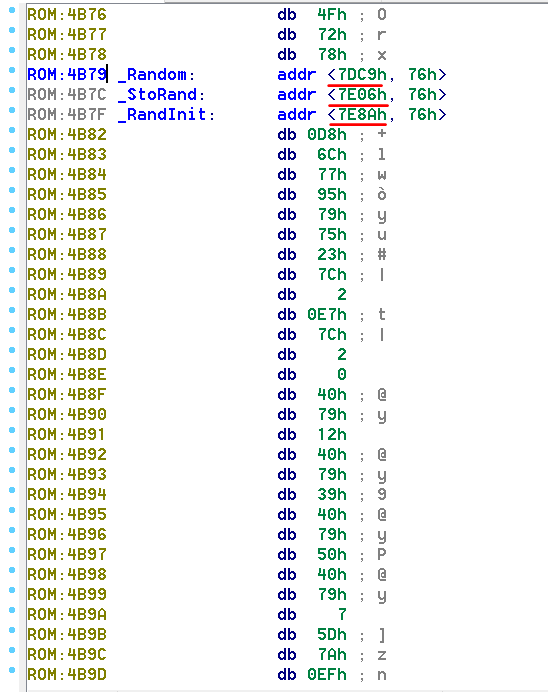 ROM:4B76 db 4Fh ; O
ROM:4B77 db 72h ; r
ROM:4B78 db 78h ; x
ROM:4B79 _Random: addr <7DC9h, 76h>
ROM:4B7C _StoRand: addr <7E06h, 76h>
ROM:4B7F _RandInit: addr <7E8Ah, 76h>
ROM:4B82 db 0D8h ; +
ROM:4B83 db 6Ch ; l
ROM:4B84 db 77h ; w
ROM:4B85 db 95h ; ò
ROM:4B86 db 79h ; y
ROM:4B87 db 75h ; u
ROM:4B88 db 23h ; #
ROM:4B89 db 7Ch ; |
ROM:4B8A db 2
ROM:4B8B db 0E7h ; t
ROM:4B8C db 7Ch ; |
ROM:4B8D db 2
ROM:4B8E db 0
ROM:4B8F db 40h ; @
ROM:4B90 db 79h ; y
ROM:4B91 db 12h
ROM:4B92 db 40h ; @
ROM:4B93 db 79h ; y
ROM:4B94 db 39h ; 9
ROM:4B95 db 40h ; @
ROM:4B96 db 79h ; y
ROM:4B97 db 50h ; P
ROM:4B98 db 40h ; @
ROM:4B99 db 79h ; y
ROM:4B9A db 7
ROM:4B9B db 5Dh ; ]
ROM:4B9C db 7Ah ; z
ROM:4B9D db 0EFh ; n